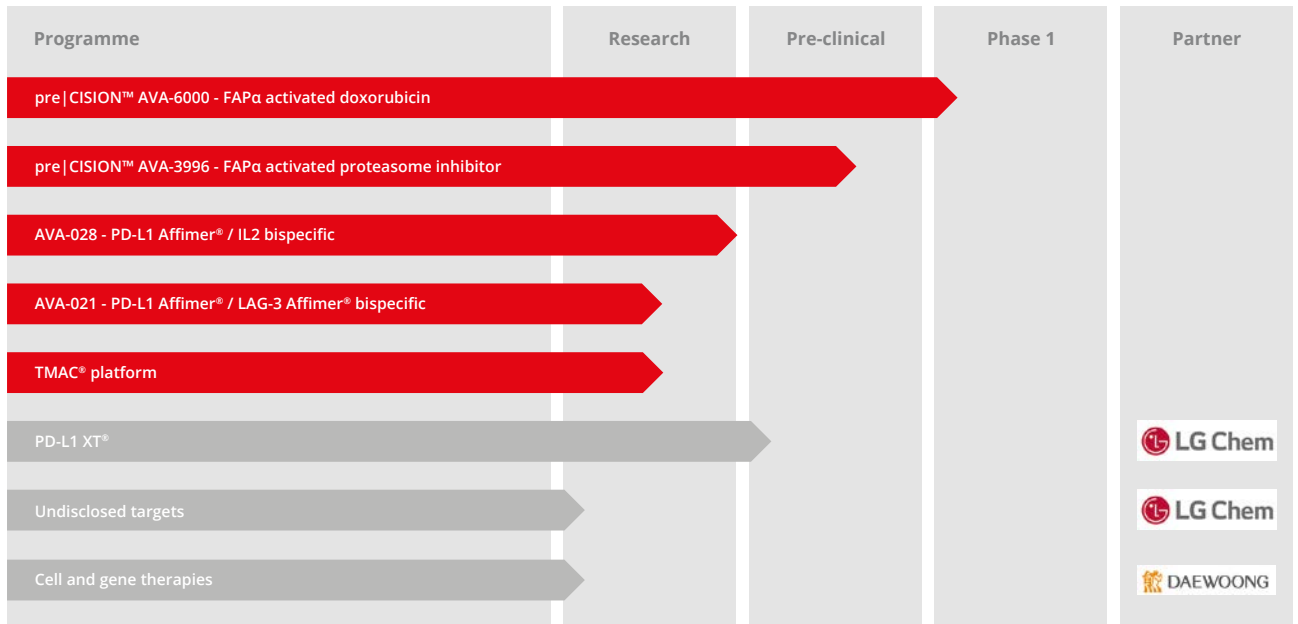 Programme Research Pre-clinical Phase 1 Partner
pre|CISION™ AVA-6000 - FAPα activated doxorubicin
pre|CISION™ AVA-3996 - FAPα activated proteasome inhibitor
AVA-028 - PD-L1 Affimer® / IL2 bispecific
AVA-021 - PD-L1 Affimer® / LAG-3 Affimer® bispecific
TMAC® platform
PD-L1 XT® LG Chem
Undisclosed targets LG Chem
Cell and gene therapies DAEWOONG